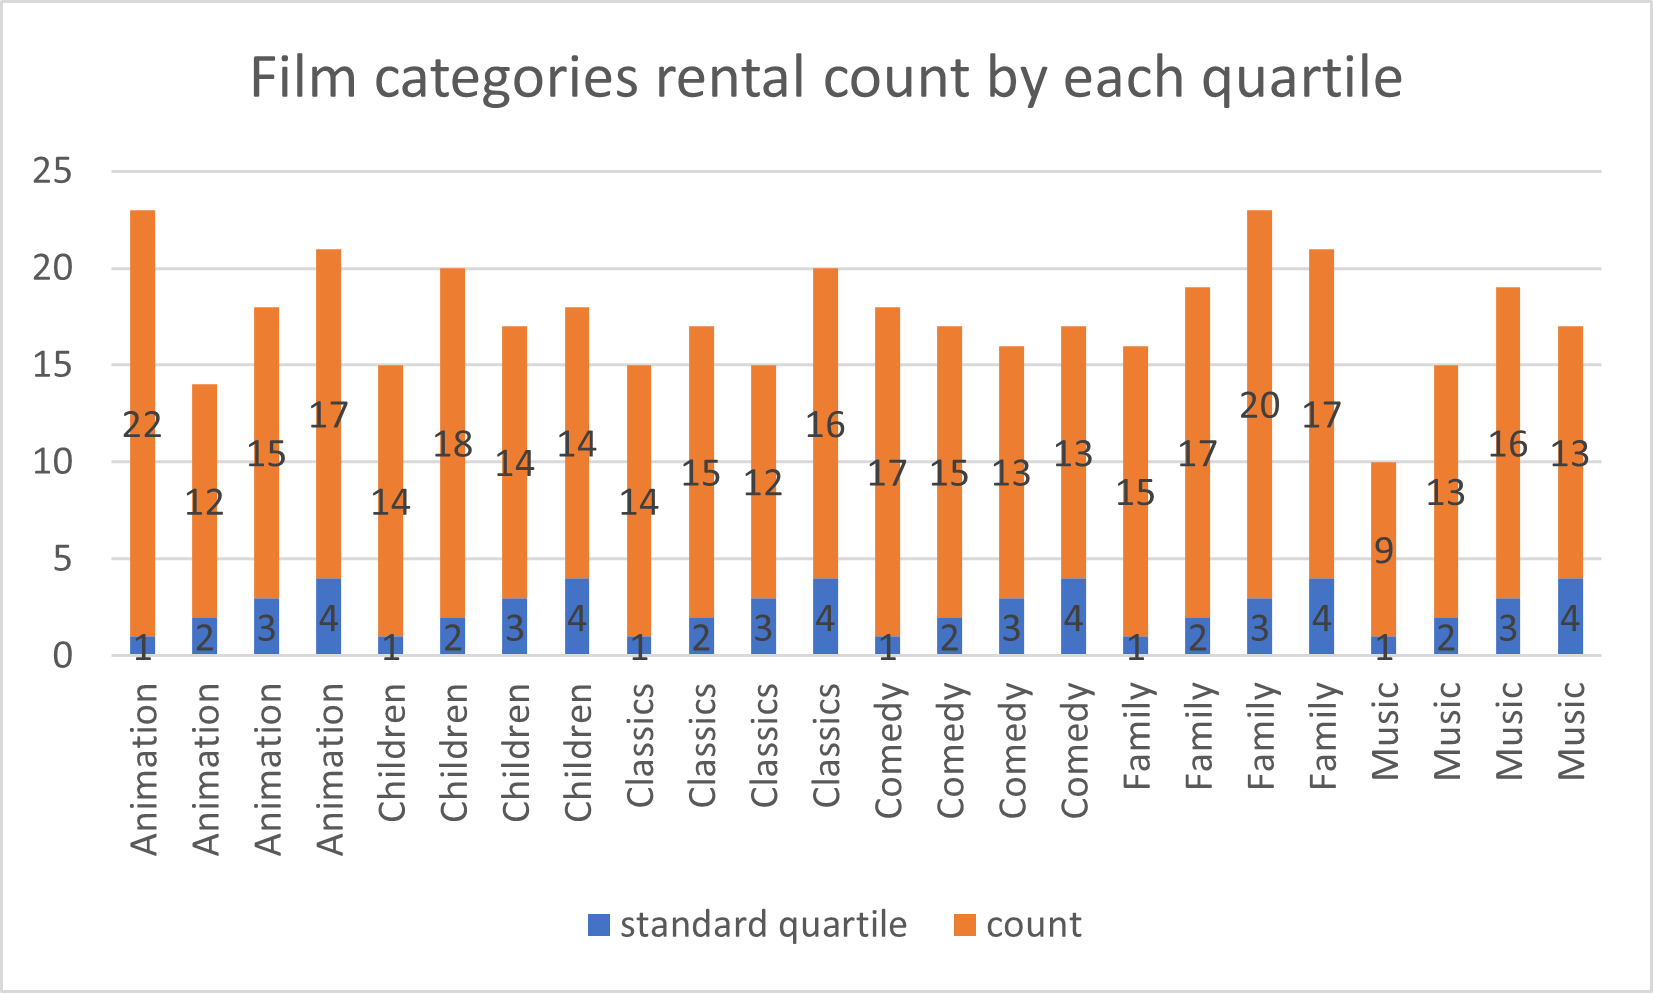 Film categories rental count by each quartile
25
20
15
10
5
0
22 12 15 17 14 18 14 14 14 15 12 16 17 15 13 13 15 17 20 17 9 13 16 13
1 2 3 4 1 2 3 4 1 2 3 4 1 2 3 4 1 2 3 4 1 2 3 4
Animation Animation Animation Animation Children Children Children Children Classics Classics Classics Classics Comedy Comedy Comedy Comedy Family Family Family Family Music Music Music Music
standard quartile count